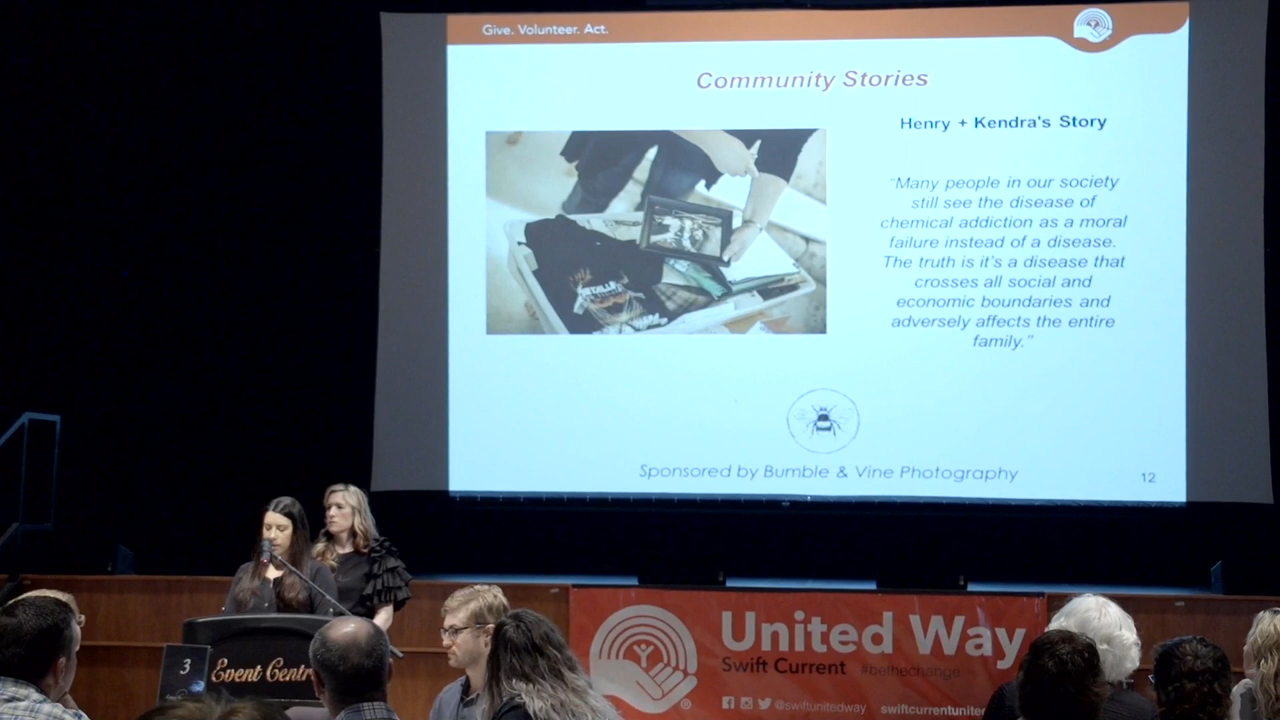 Give. Volunteer. Act.
Community Stories
Henry + Kendra's Story
"Many people in our society
still see the disease of
chemical addiction as a moral
failure instead of a disease.
The truth is it's a disease that
crosses all social and
economic boundaries and
adversely affects the entire
family."
Sponsored by Bumble & Vine Photography
12
3
Event Centr
United Way
Swift Current #bethechange
@swiftunitedway swiftcurrentunited